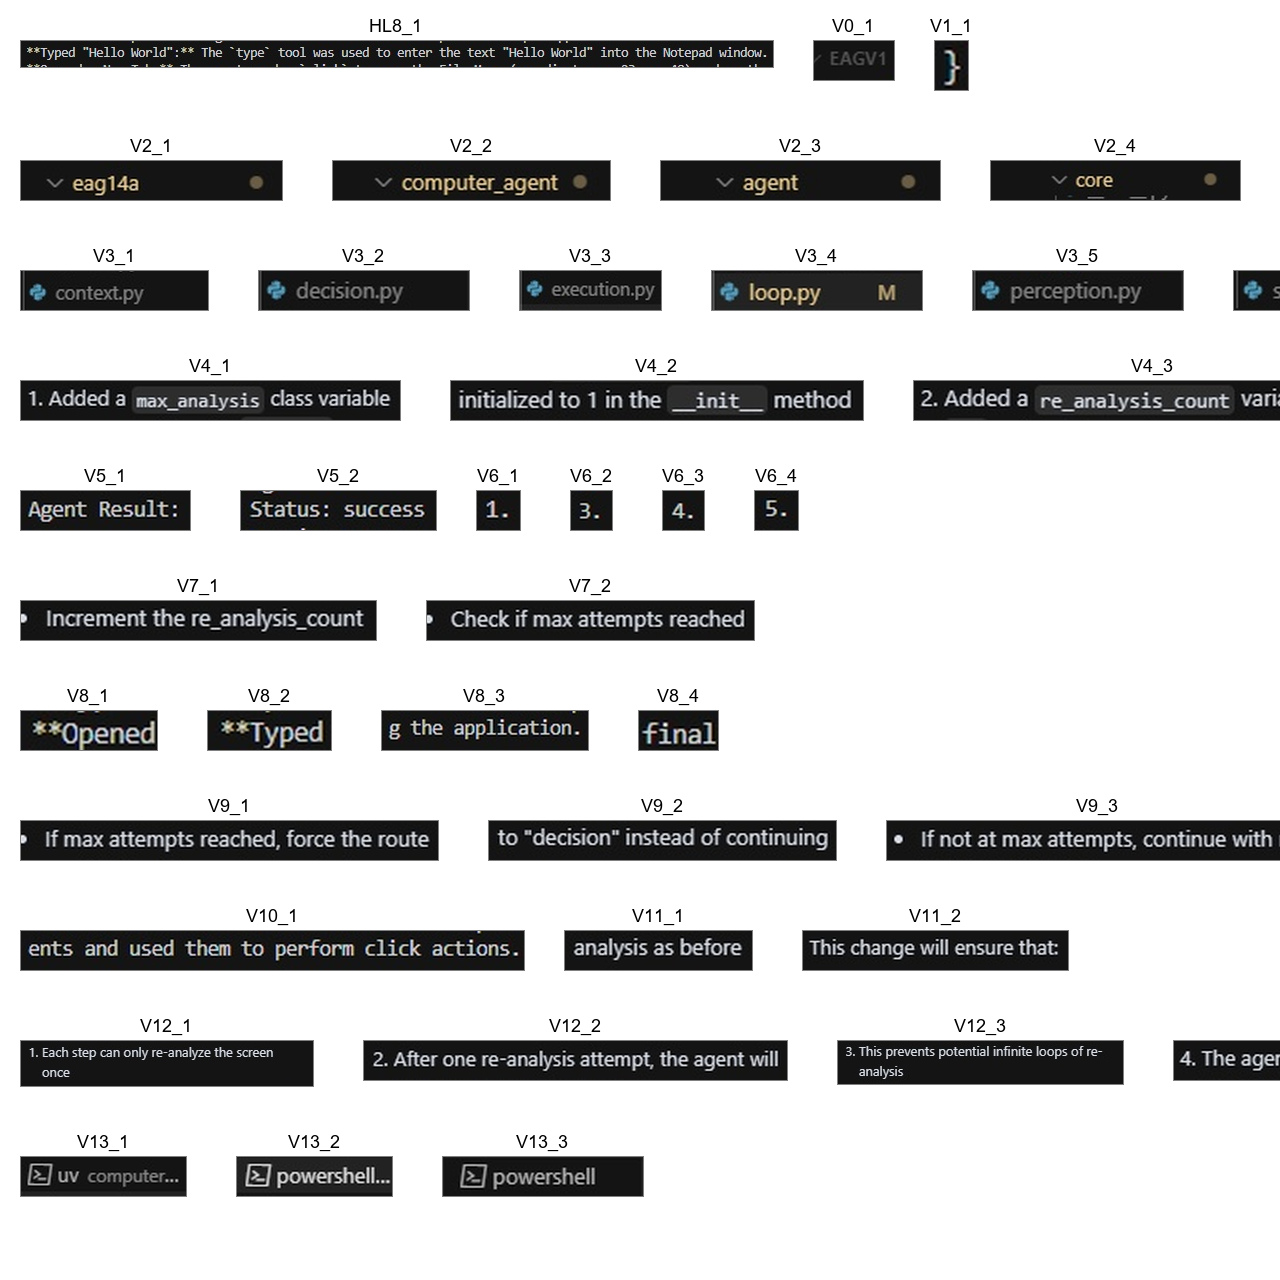 HL8_1 V0_1 V1_1
**Typed "Hello World":** The `type` tool was used to enter the text "Hello World" into the Notepad window. EAGV1 }
V2_1 V2_2 V2_3 V2_4
eag14a computer_agent agent core
V3_1 V3_2 V3_3 V3_4 V3_5
context.py decision.py execution.py loop.py M perception.py s
V4_1 V4_2 V4_3
1. Added a max_analysis class variable initialized to 1 in the __init__ method 2. Added a re_analysis_count varia
V5_1 V5_2 V6_1 V6_2 V6_3 V6_4
Agent Result: Status: success 1. 3. 4. 5.
V7_1 V7_2
• Increment the re_analysis_count • Check if max attempts reached
V8_1 V8_2 V8_3 V8_4
**Opened **Typed g the application. final
V9_1 V9_2 V9_3
• If max attempts reached, force the route to "decision" instead of continuing • If not at max attempts, continue with
V10_1 V11_1 V11_2
ents and used them to perform click actions. analysis as before This change will ensure that:
V12_1 V12_2 V12_3
1. Each step can only re-analyze the screen 2. After one re-analysis attempt, the agent will 3. This prevents potential infinite loops of re- 4. The agen
once analysis
V13_1 V13_2 V13_3
uv computer... powershell... powershell